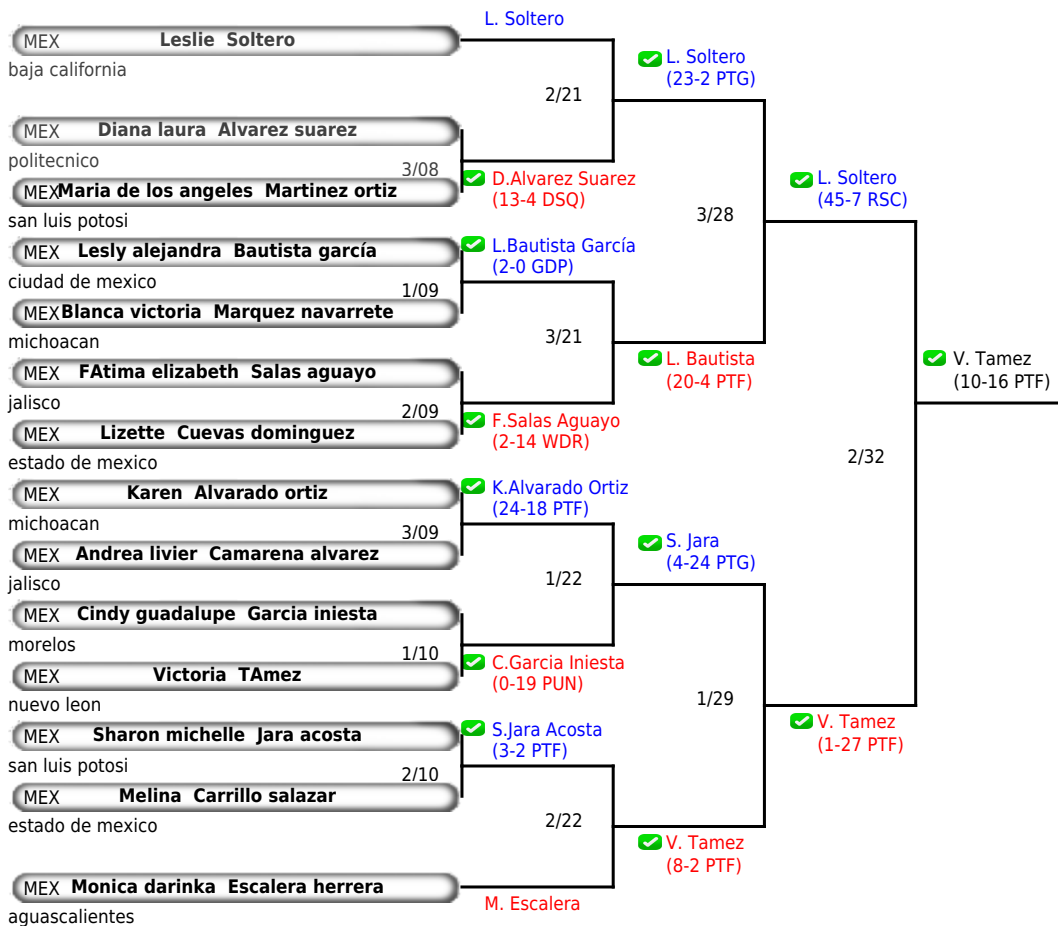 L. Soltero
MEX Leslie Soltero
baja california
L. Soltero
(23-2 PTG)
2/21
MEX Diana laura Alvarez suarez
politecnico
3/08
MEX Maria de los angeles Martinez ortiz
san luis potosi
D.Alvarez Suarez
(13-4 DSQ)
L. Soltero
(45-7 RSC)
3/28
MEX Lesly alejandra Bautista garcía
ciudad de mexico
L.Bautista García
(2-0 GDP)
1/09
MEX Blanca victoria Marquez navarrete
michoacan
3/21
L. Bautista
(20-4 PTF)
V. Tamez
(10-16 PTF)
MEX FAtima elizabeth Salas aguayo
jalisco
2/09
MEX Lizette Cuevas dominguez
estado de mexico
F.Salas Aguayo
(2-14 WDR)
2/32
MEX Karen Alvarado ortiz
michoacan
K.Alvarado Ortiz
(24-18 PTF)
3/09
MEX Andrea livier Camarena alvarez
jalisco
S. Jara
(4-24 PTG)
1/22
MEX Cindy guadalupe Garcia iniesta
morelos
1/10
MEX Victoria TAmez
nuevo leon
C.Garcia Iniesta
(0-19 PUN)
1/29
V. Tamez
(1-27 PTF)
MEX Sharon michelle Jara acosta
san luis potosi
S.Jara Acosta
(3-2 PTF)
2/10
MEX Melina Carrillo salazar
estado de mexico
2/22
V. Tamez
(8-2 PTF)
MEX Monica darinka Escalera herrera
aguascalientes
M. Escalera